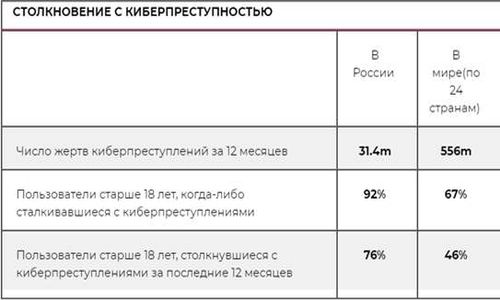 СТОЛКНОВЕНИЕ С КИБЕРПРЕСТУПНОСТЬЮ
В
России
В
мире(по
24
странам)
Число жертв киберпреступлений за 12 месяцев 31.4m 556m
Пользователи старше 18 лет, когда-либо
сталкивавшиеся с киберпреступлениями
92% 67%
Пользователи старше 18 лет, столкнувшиеся с
киберпреступлениями за последние 12 месяцев
76% 46%